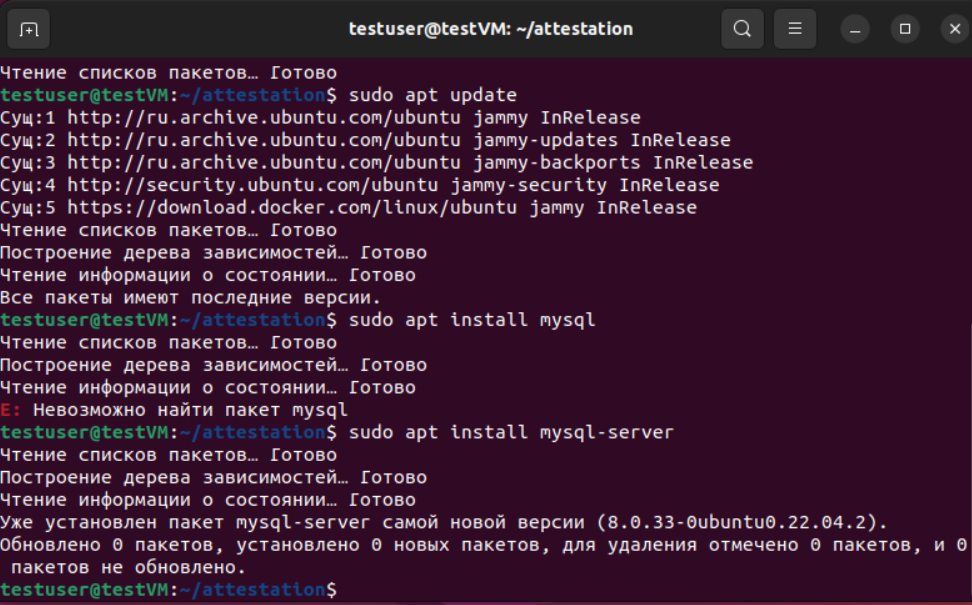 testuser@testVM: ~/attestation
Чтение списков пакетов… Готово
testuser@testVM:~/attestation$ sudo apt update
Сущ:1 http://ru.archive.ubuntu.com/ubuntu jammy InRelease
Сущ:2 http://ru.archive.ubuntu.com/ubuntu jammy-updates InRelease
Сущ:3 http://ru.archive.ubuntu.com/ubuntu jammy-backports InRelease
Сущ:4 http://security.ubuntu.com/ubuntu jammy-security InRelease
Сущ:5 https://download.docker.com/linux/ubuntu jammy InRelease
Чтение списков пакетов… Готово
Построение дерева зависимостей… Готово
Чтение информации о состоянии… Готово
Все пакеты имеют последние версии.
testuser@testVM:~/attestation$ sudo apt install mysql
Чтение списков пакетов… Готово
Построение дерева зависимостей… Готово
Чтение информации о состоянии… Готово
E: Невозможно найти пакет mysql
testuser@testVM:~/attestation$ sudo apt install mysql-server
Чтение списков пакетов… Готово
Построение дерева зависимостей… Готово
Чтение информации о состоянии… Готово
Уже установлен пакет mysql-server самой новой версии (8.0.33-0ubuntu0.22.04.2).
Обновлено 0 пакетов, установлено 0 новых пакетов, для удаления отмечено 0 пакетов, и 0
пакетов не обновлено.
testuser@testVM:~/attestation$